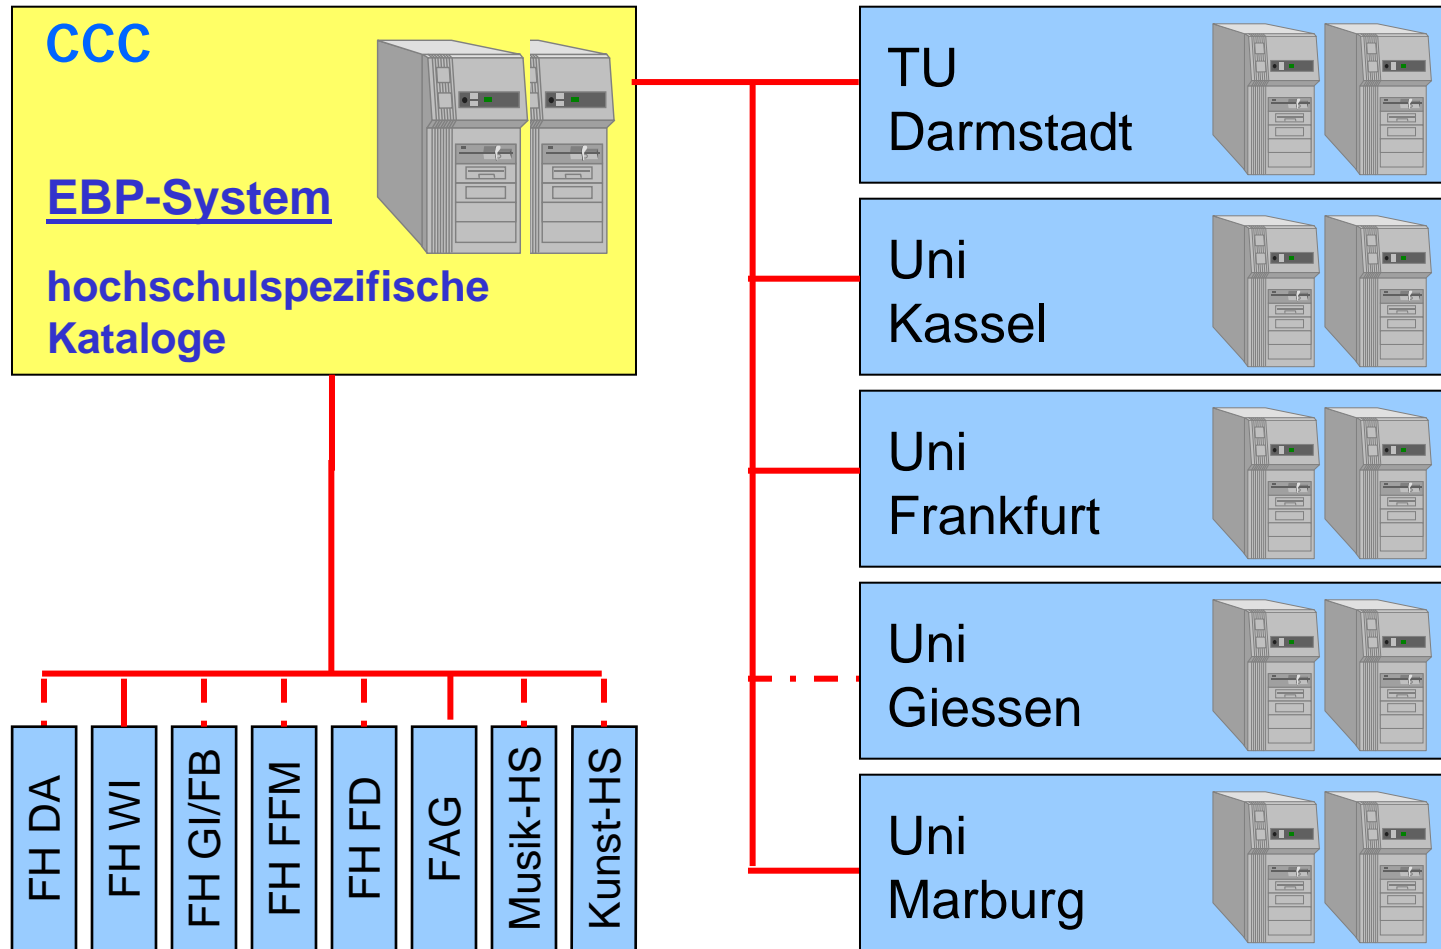 CCC
EBP-System
hochschulspezifische
Kataloge
TU
Darmstadt
Uni
Kassel
Uni
Frankfurt
Uni
Giessen
Uni
Marburg
FH DA
FH WI
FH GI/FB
FH FFM
FH FD
FAG
Musik-HS
Kunst-HS